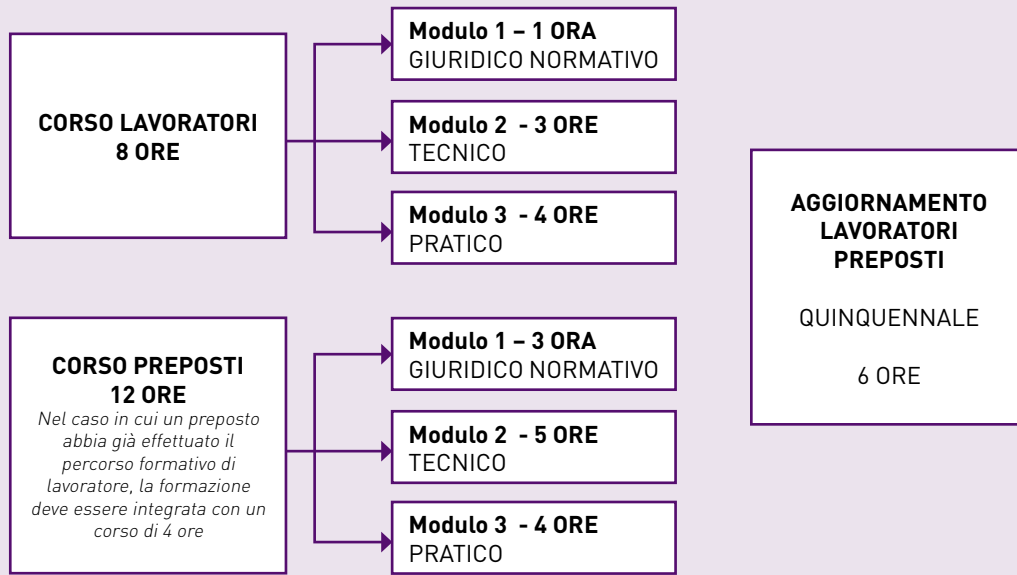 CORSO LAVORATORI
8 ORE
Modulo 1 – 1 ORA
GIURIDICO NORMATIVO
Modulo 2  - 3 ORE
TECNICO
Modulo 3  - 4 ORE
PRATICO
CORSO PREPOSTI
12 ORE
Nel caso in cui un preposto
abbia già effettuato il
percorso formativo di
lavoratore, la formazione
deve essere integrata con un
corso di 4 ore
Modulo 1 – 3 ORA
GIURIDICO NORMATIVO
Modulo 2  - 5 ORE
TECNICO
Modulo 3  - 4 ORE
PRATICO
AGGIORNAMENTO
LAVORATORI
PREPOSTI
QUINQUENNALE
6 ORE